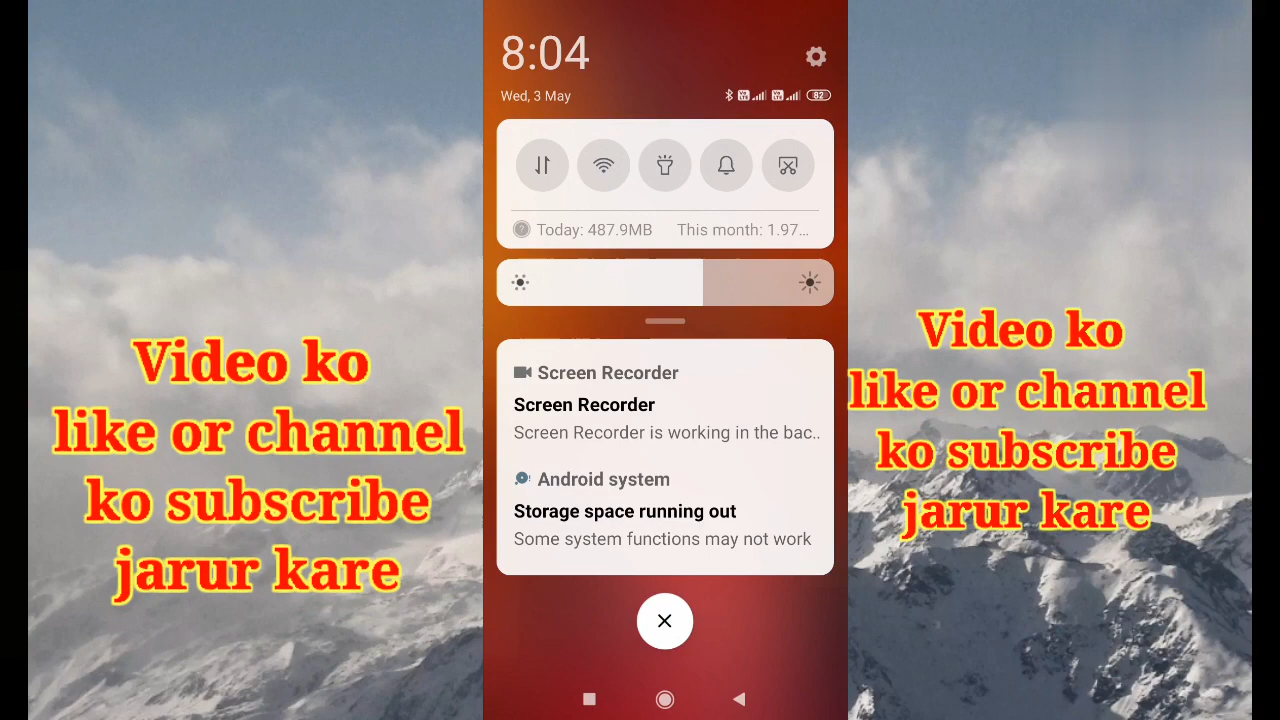 Video ko
like or channel
ko subscribe
jarur kare
8:04
Wed, 3 May
82
Today: 487.9MB This month: 1.97...
Screen Recorder
Screen Recorder
Screen Recorder is working in the bac..
Android system
Storage space running out
Some system functions may not work
Video ko
like or channel
ko subscribe
jarur kare